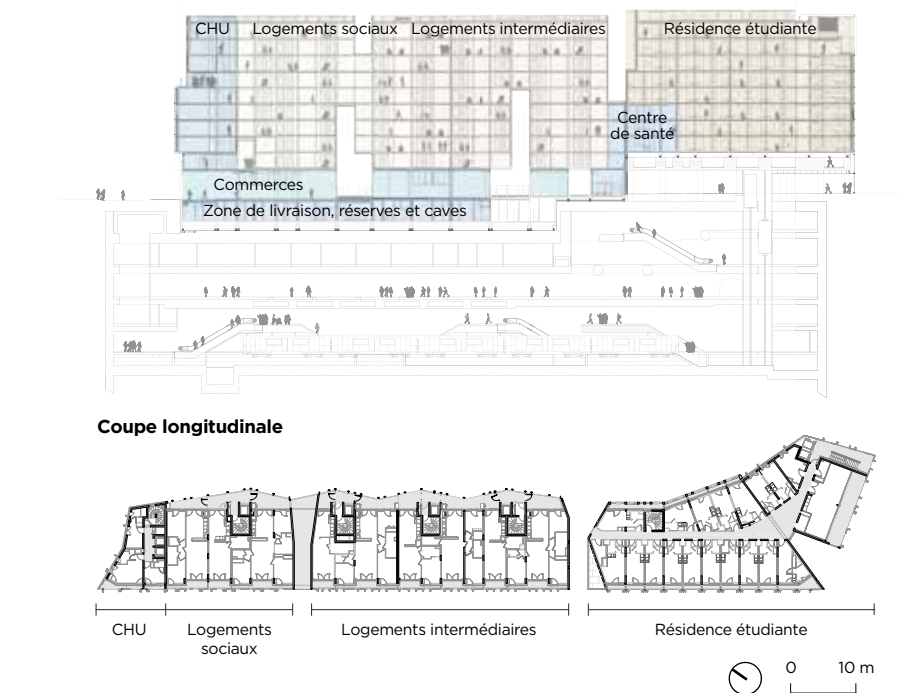 CHU
Logements sociaux
Logements intermédiaires
Résidence étudiante
Centre
de santé
Commerces
Zone de livraison, réserves et caves
Coupe longitudinale
CHU
Logements
sociaux
Logements intermédiaires
Résidence étudiante
0
10 m